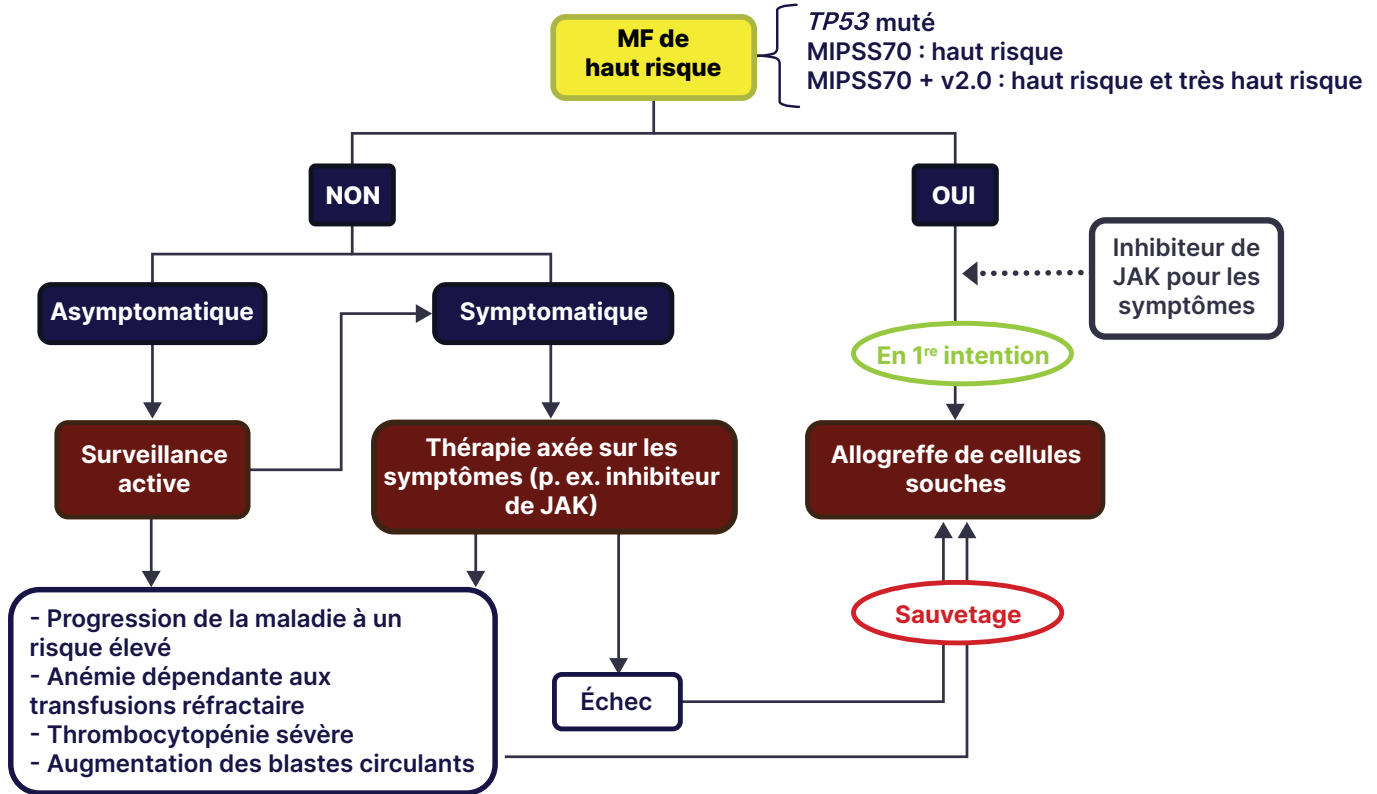 MF de
haut risque
TP53 muté
MIPSS70 : haut risque
MIPSS70 + v2.0 : haut risque et très haut risque
NON
OUI
Inhibiteur de
JAK pour les
symptômes
Asymptomatique
Symptomatique
En 1re intention
Surveillance
active
Thérapie axée sur les
symptômes (p. ex. inhibiteur
de JAK)
Allogreffe de cellules
souches
- Progression de la maladie à un
risque élevé
- Anémie dépendante aux
transfusions réfractaire
- Thrombocytopénie sévère
- Augmentation des blastes circulants
Échec
Sauvetage